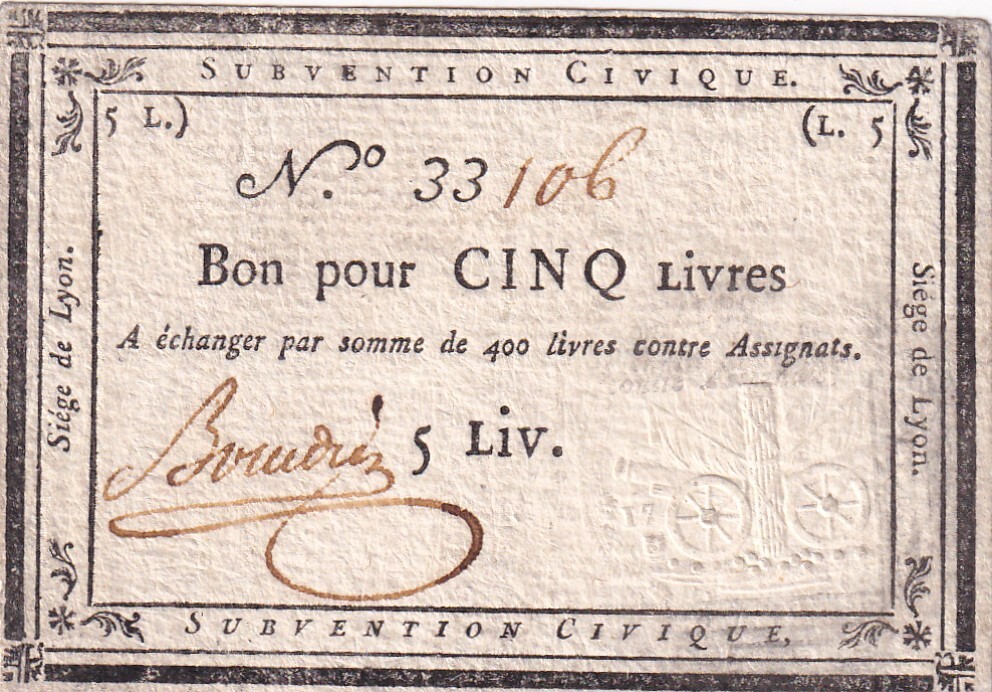 SUBVENTION CIVIQUE.
5 L.)
(L. 5
N.º 33106
Bon pour CINQ Livres
A échanger par somme de 400 livres contre Assignats.
5 Liv.
Siége de Lyon.
Siége de Lyon.
SUBVENTION CIVIQUE,